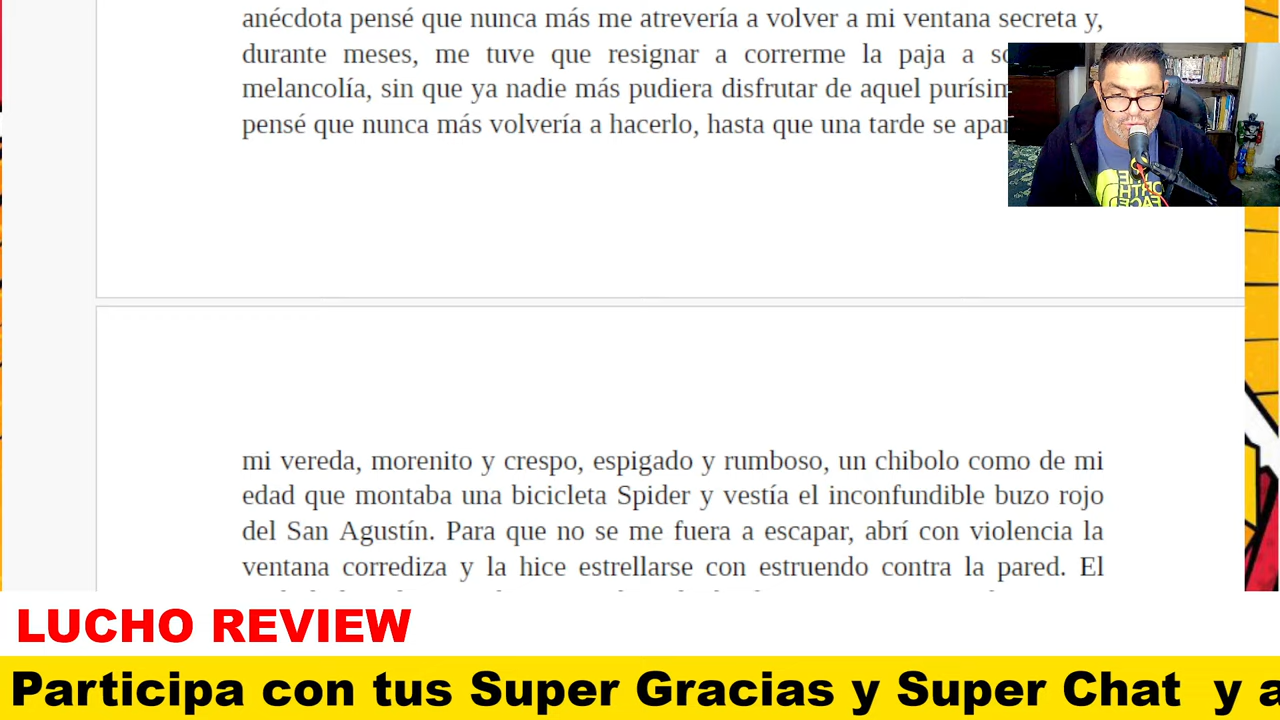 anécdota pensé que nunca más me atrevería a volver a mi ventana secreta y,
durante meses, me tuve que resignar a correrme la paja a
melancolía, sin que ya nadie más pudiera disfrutar de aquel
pensé que nunca más volvería a hacerlo, hasta que una tarde se
mi vereda, morenito y crespo, espigado y rumboso, un chibolo como de mi
edad que montaba una bicicleta Spider y vestía el inconfundible buzo rojo
del San Agustín. Para que no se me fuera a escapar, abrí con violencia la
ventana corrediza y la hice estrellarse con estruendo contra la pared. El
LUCHO REVIEW
Participa con tus Super Gracias y Super Chat y a